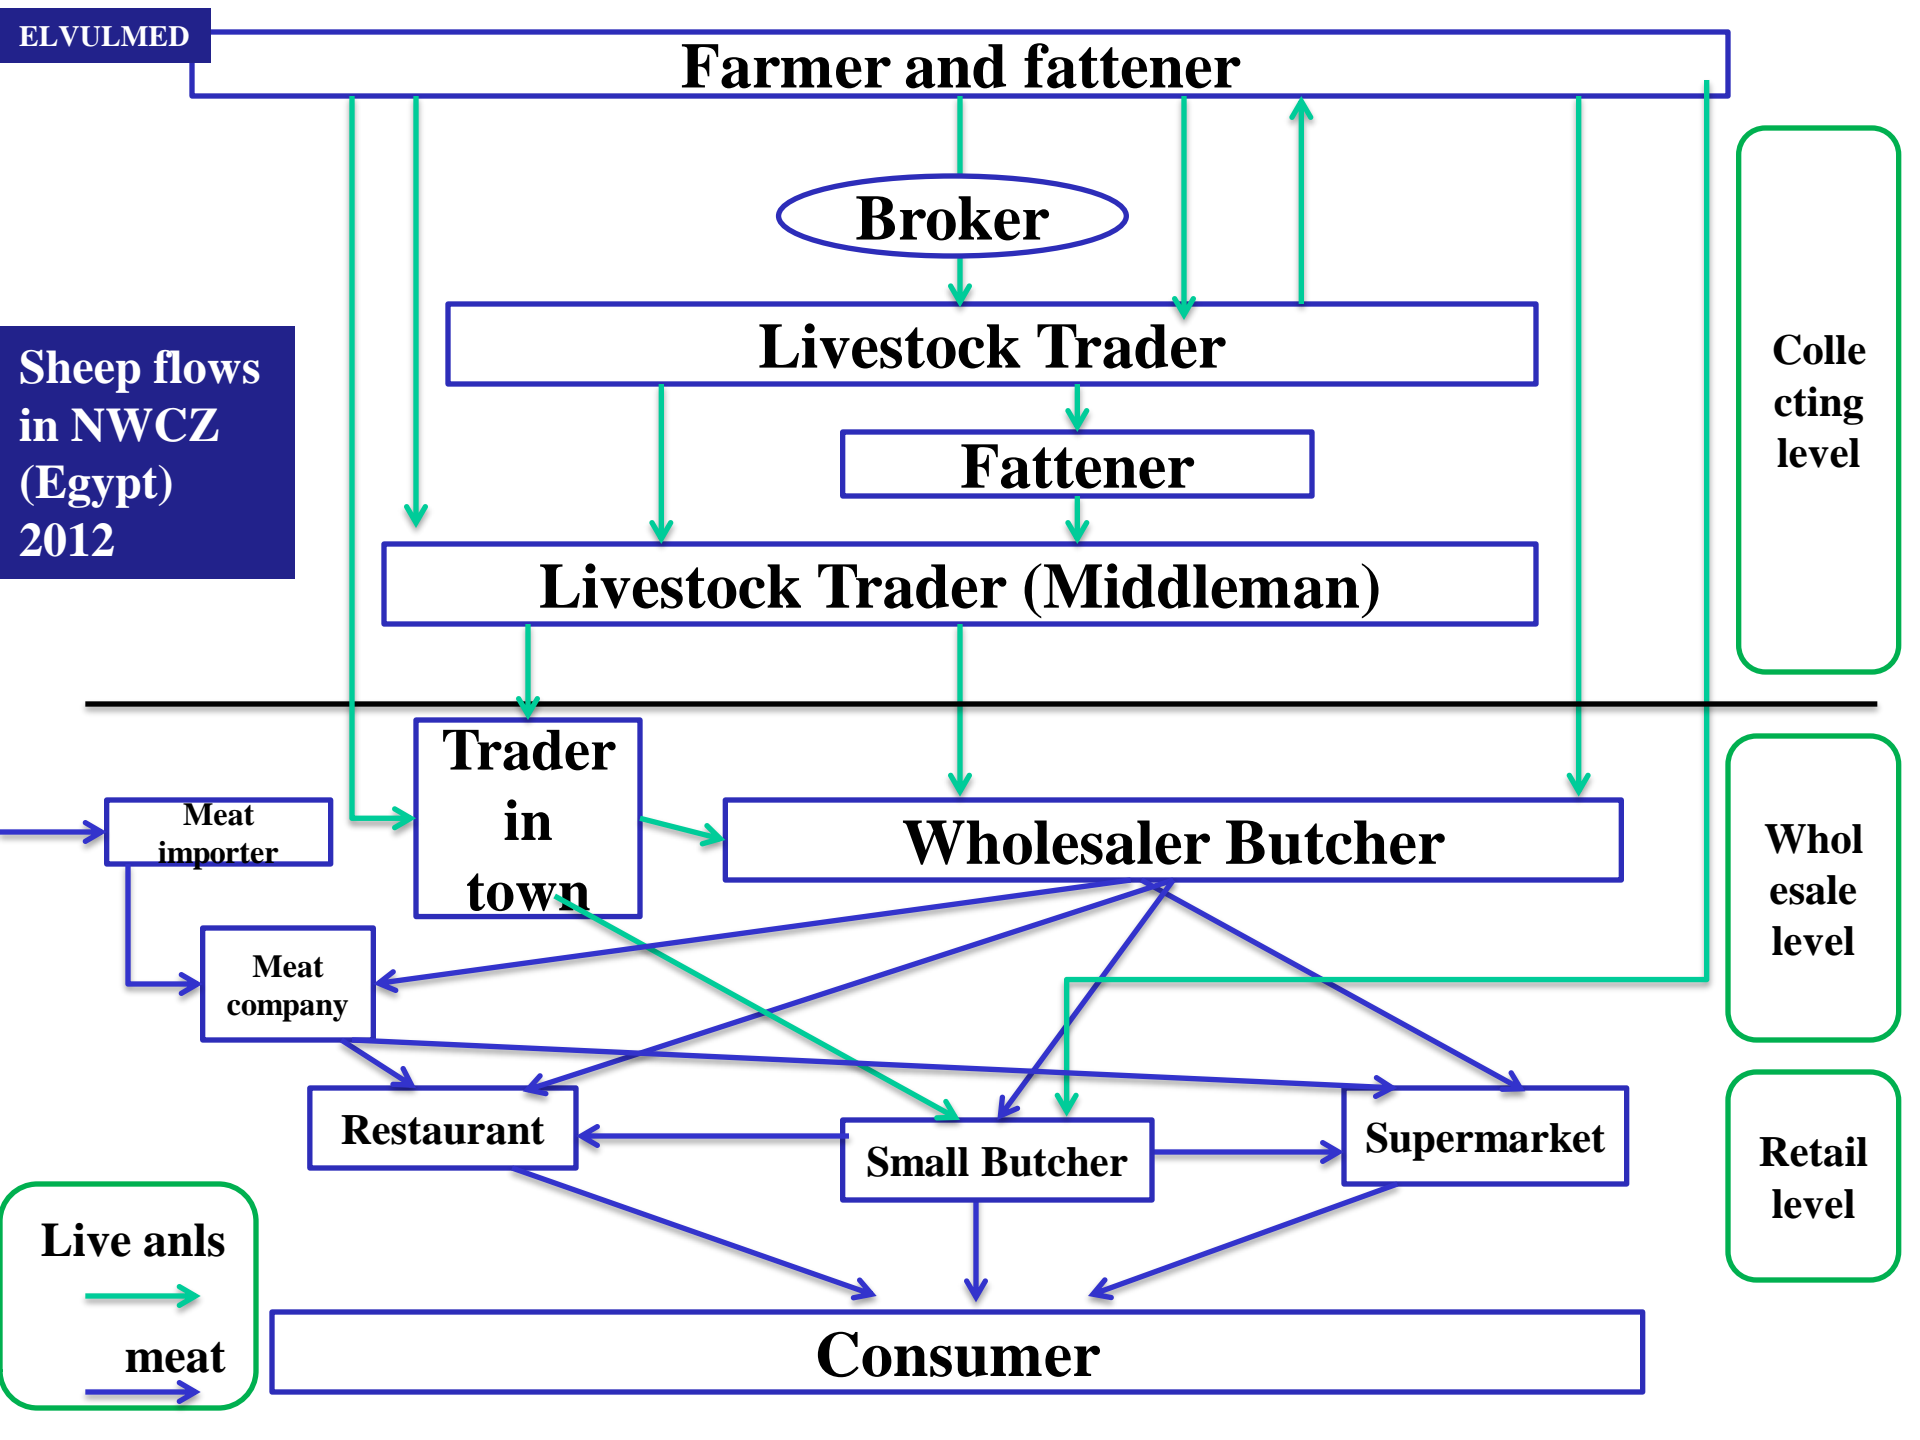 ELVULMED
Farmer and fattener
Broker
Livestock Trader
Sheep flows
in NWCZ
(Egypt)
2012
Colle
cting
level
Fattener
Livestock Trader (Middleman)
Trader
in
town
Meat
importer
Wholesaler Butcher
Whol
esale
level
Meat
company
Restaurant
Small Butcher
Supermarket
Retail
level
Live anls
meat
Consumer